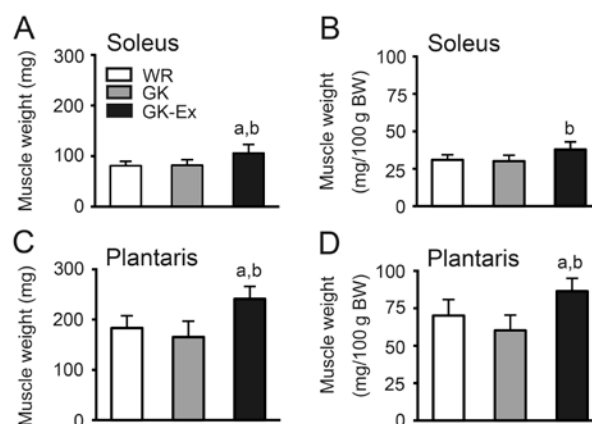 A
Soleus
Muscle weight (mg)
300
200
100
0
WR
GK
GK-Ex
a,b
B
Soleus
Muscle weight
(mg/100 g BW)
100
75
50
25
0
b
C
Plantaris
Muscle weight (mg)
300
200
100
0
a,b
D
Plantaris
Muscle weight
(mg/100 g BW)
100
75
50
25
0
a,b